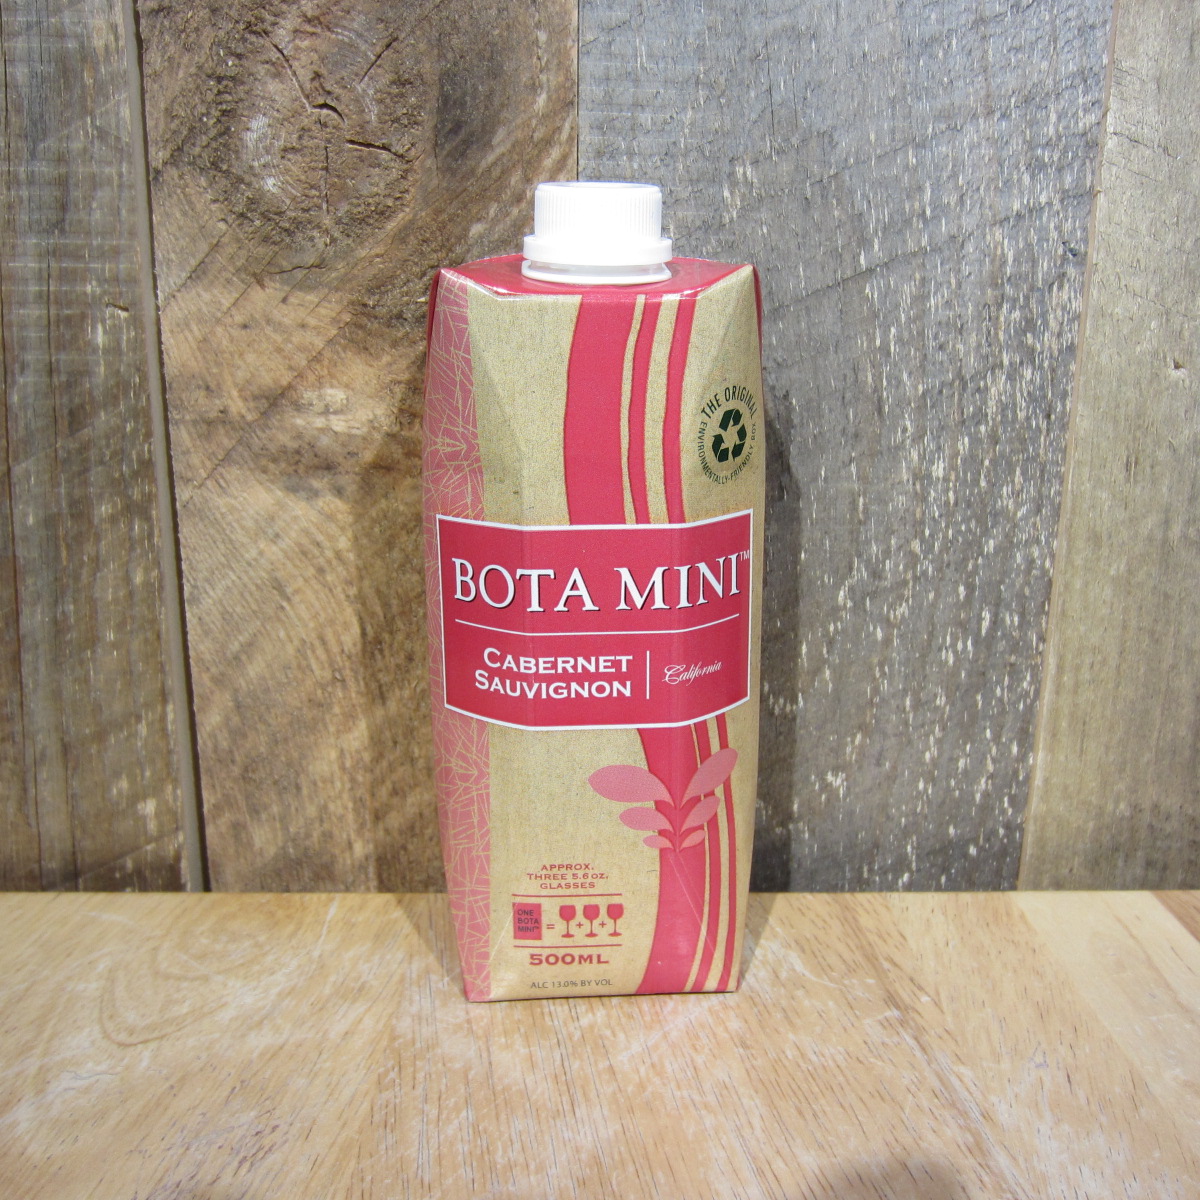 THE ORIGINAL
ENVIRONMENTALLY-FRIENDLY BOX
BOTA MINI™
CABERNET
SAUVIGNON
California
APPROX.
THREE 5.6 OZ.
GLASSES
ONE
BOTA
MINI™
= + +
500ML
ALC 13.0% BY VOL